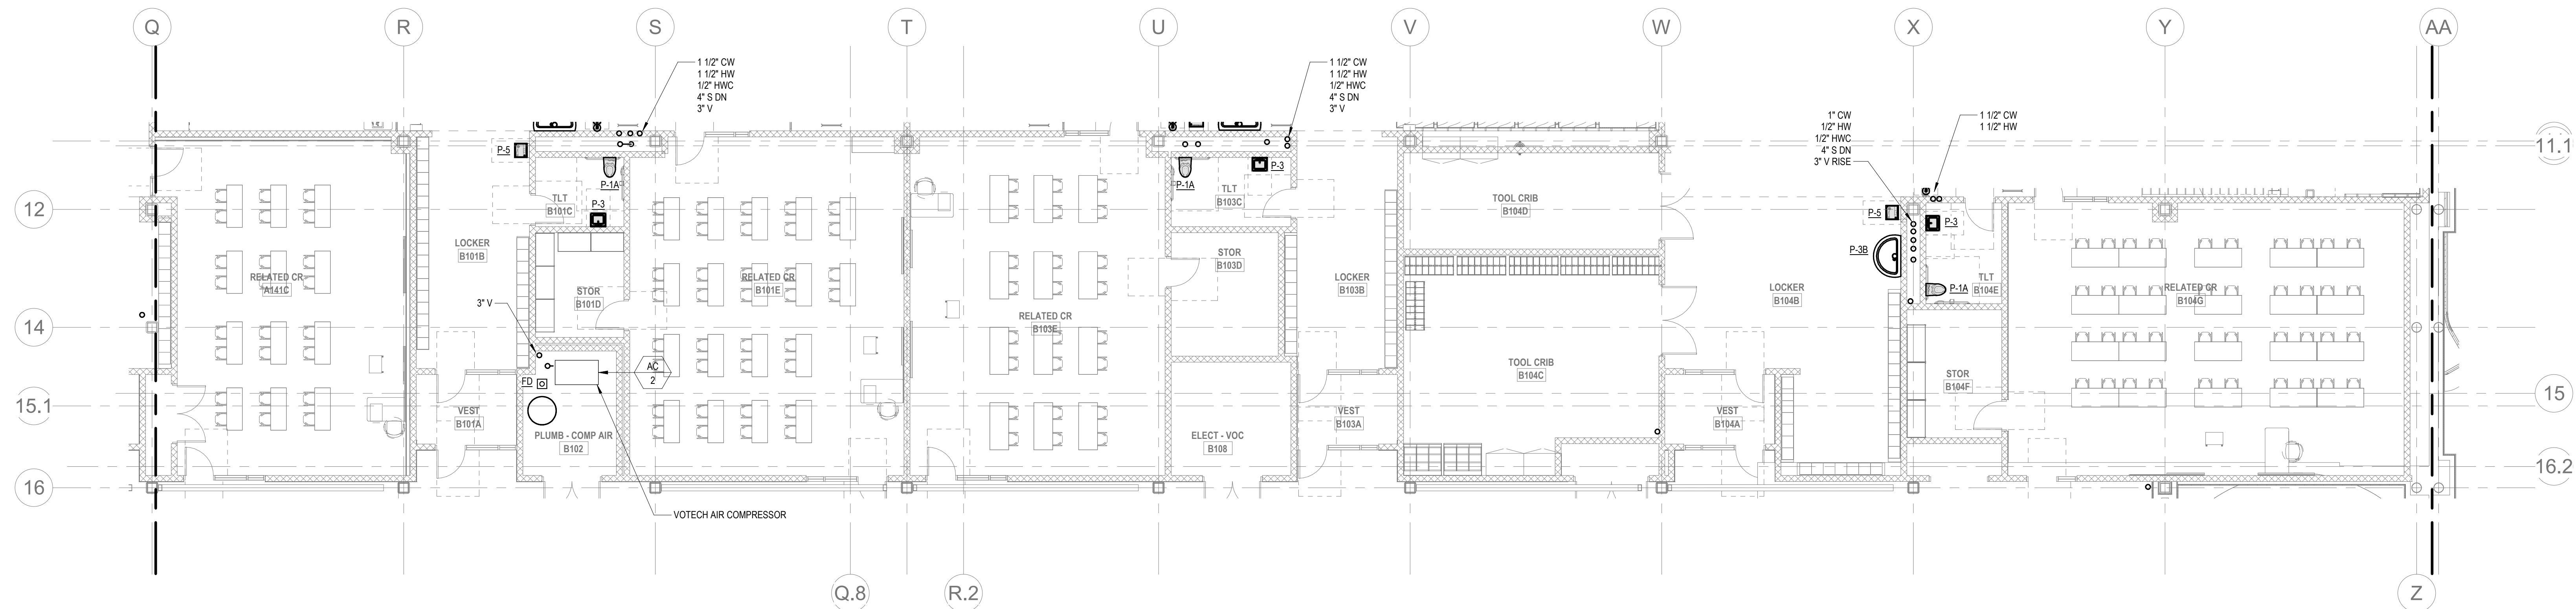 Q
R
S
T
U
V
W
X
Y
AA
1 1/2" CW
1 1/2" HW
1/2" HWC
4" S DN
3" V
1 1/2" CW
1 1/2" HW
1/2" HWC
4" S DN
3" V
1" CW
1/2" HW
1/2" HWC
4" S DN
3" V RISE
1 1/2" CW
1 1/2" HW
11.1
P-5
P-1A
P-3
TLT
B101C
P-1A
P-3
TLT
B103C
TOOL CRIB
B104D
P-5
P-3
P-3B
P-1A
TLT
B104E
12
LOCKER
B101B
STOR
B103D
RELATED CR
A141C
STOR
B101D
RELATED CR
B101E
LOCKER
B103B
LOCKER
B104B
RELATED CR
B104G
3" V
RELATED CR
B103E
14
AC
2
FD
TOOL CRIB
B104C
STOR
B104F
15.1
15
VEST
B101A
VEST
B103A
VEST
B104A
PLUMB - COMP AIR
B102
ELECT - VOC
B108
16
16.2
VOTECH AIR COMPRESSOR
Q.8
R.2
Z